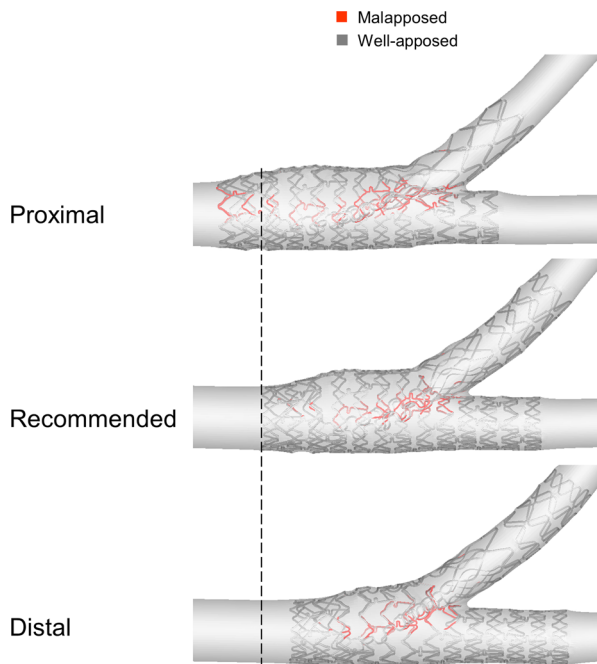 Malapposed
Well-apposed
Proximal
Recommended
Distal